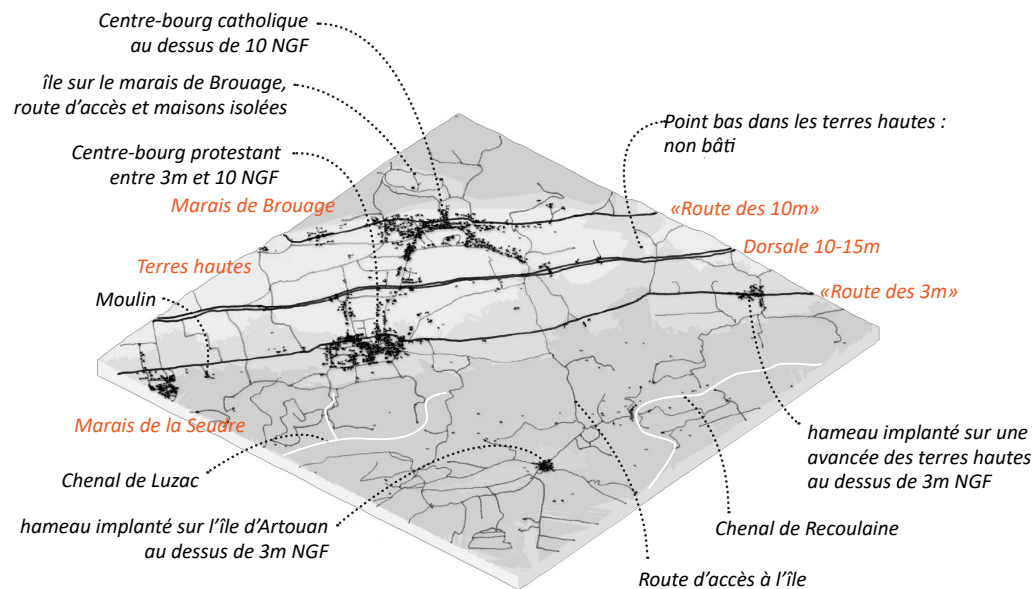 Centre-bourg catholique
au dessus de 10 NGF
île sur le marais de Brouage,
route d'accès et maisons isolées
Point bas dans les terres hautes :
non bâti
Centre-bourg protestant
entre 3m et 10 NGF
Marais de Brouage
«Route des 10m»
Dorsale 10-15m
Terres hautes
Moulin
«Route des 3m»
Marais de la Seudre
hameau implanté sur une
avancée des terres hautes
au dessus de 3m NGF
Chenal de Luzac
hameau implanté sur l'île d'Artouan
au dessus de 3m NGF
Chenal de Recoulaine
Route d'accès à l'île